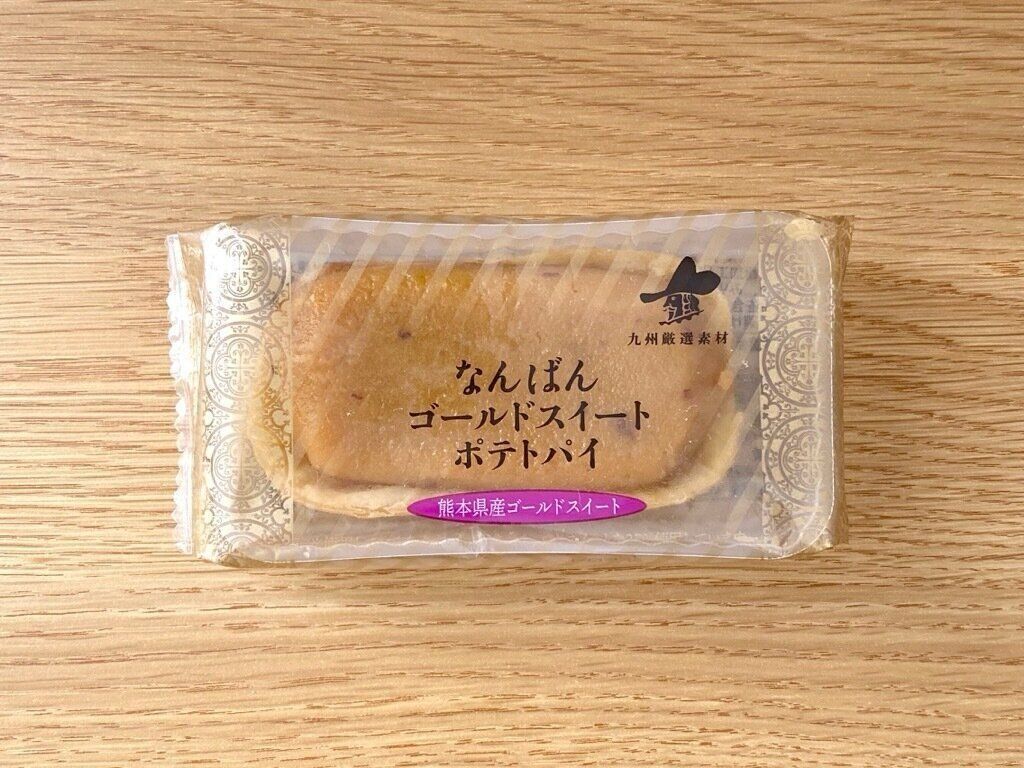 九州厳選素材
なんばん
ゴールドスイート
ポテトパイ
熊本県産ゴールドスイート